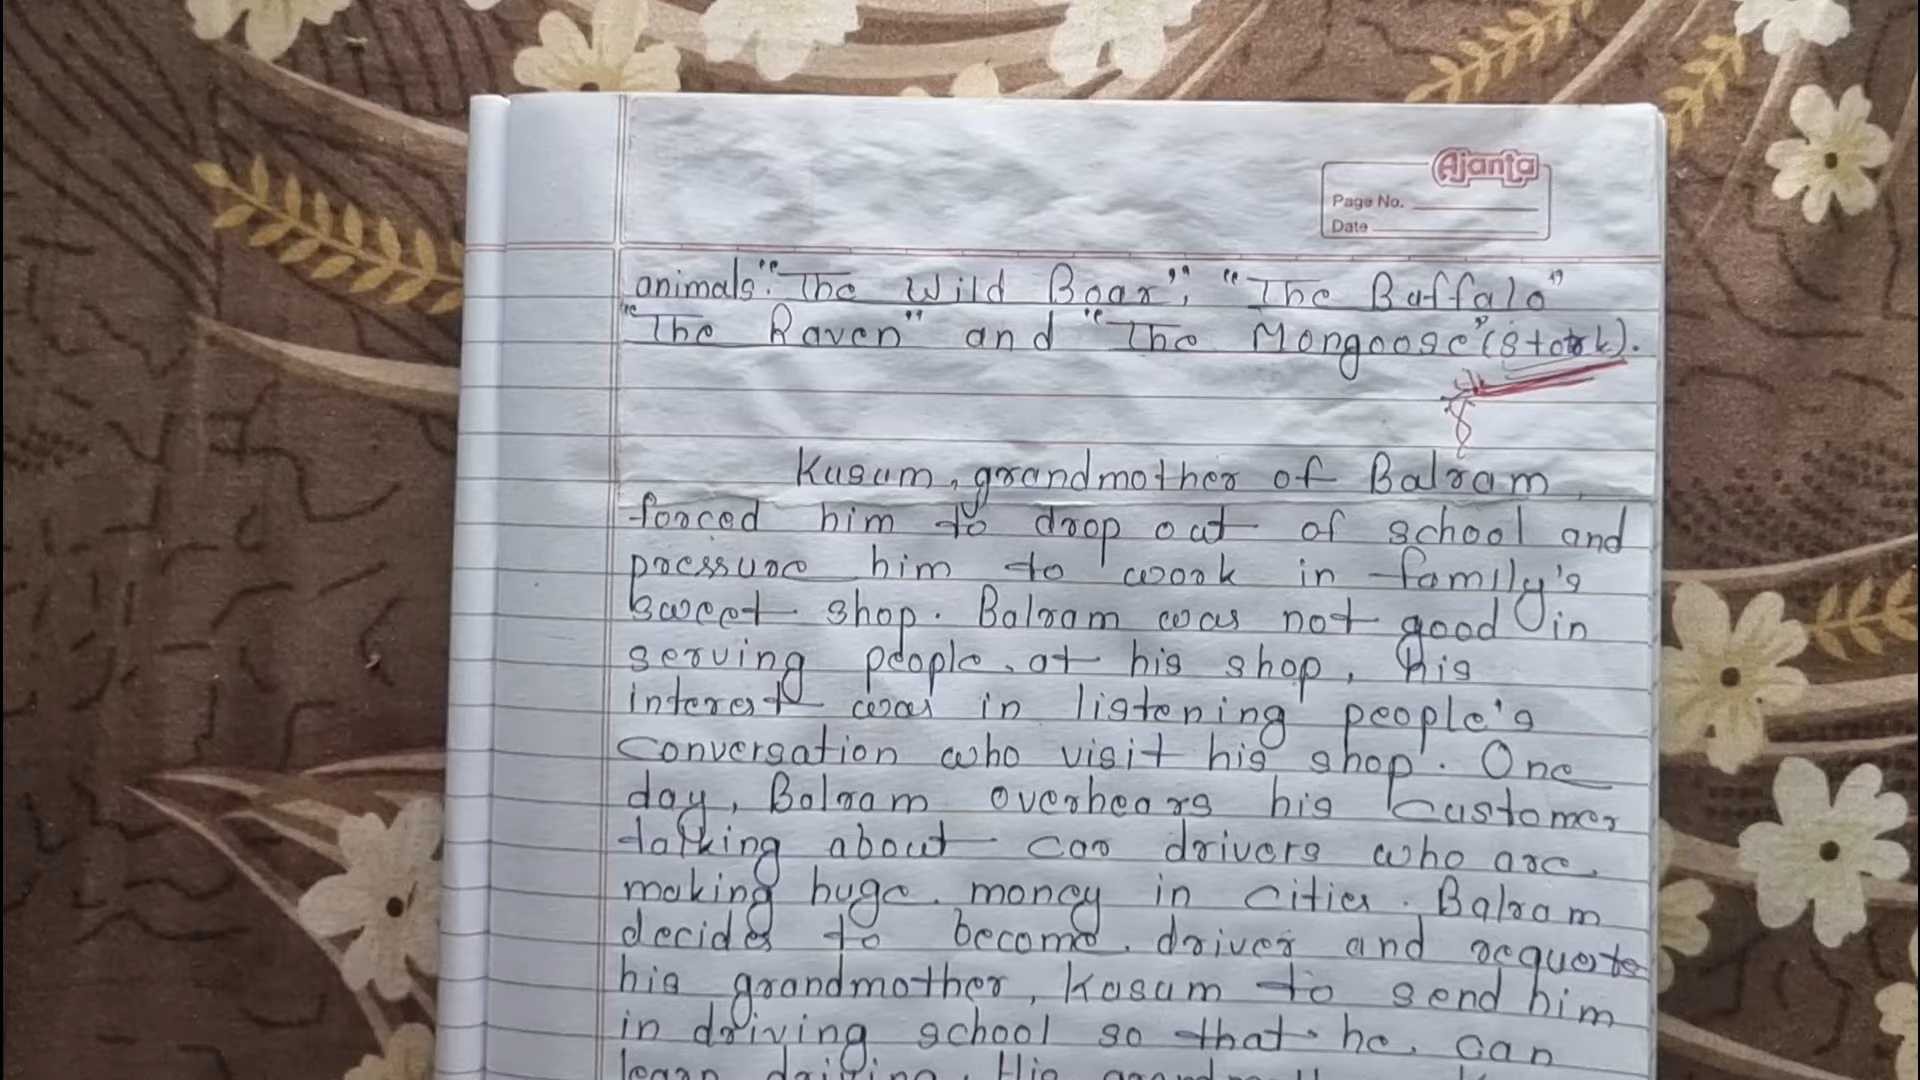 Ajanta
Page No.
Date
animals. "The Wild Boar", "The Buffalo"
"The Raven" and "The Mongoose" (Stork).
Kusum, grandmother of Balram
forced him to drop out of school and
pressure him to work in family's
sweet shop. Balram was not good in
serving people at his shop, his
interest was in listening people's
conversation who visit his shop. One
day, Balram overhears his customer
talking about car drivers who are
making huge money in cities. Balram
decides to become driver and requests
his grandmother, Kusum to send him
in driving school so that he can
learn driving. His